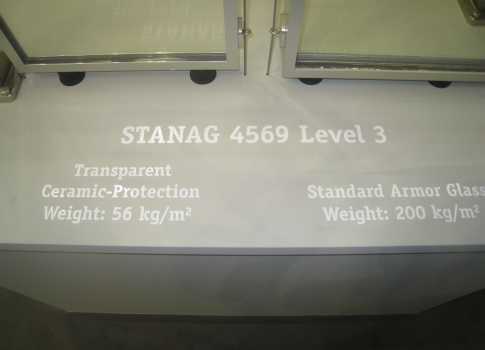 STANAG 4569 Level 3
Transparent
Ceramic-Protection
Weight: 56 kg/m²
Standard Armor Glass
Weight: 200 kg/m²